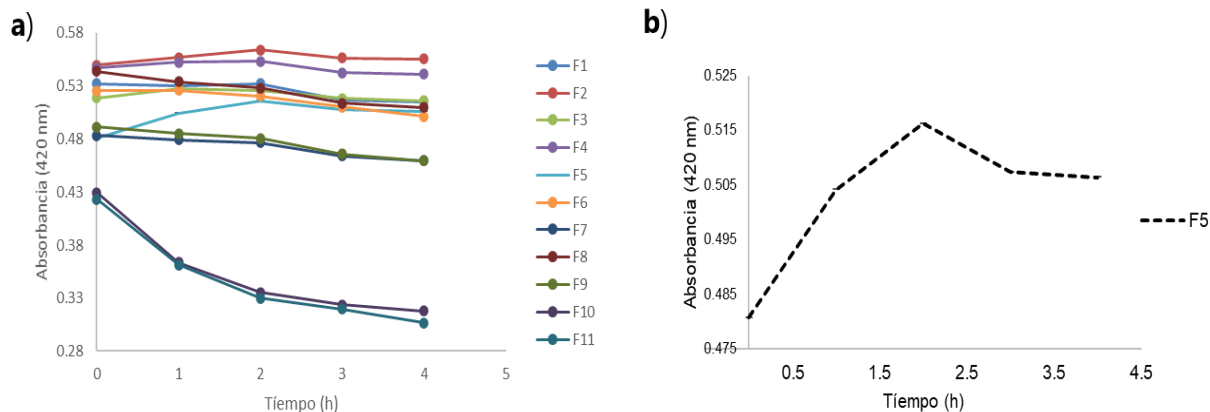 a)
0.58
0.53
0.48
0.43
0.38
0.33
0.28
Absorbancia (420 nm)
0 1 2 3 4 5
Tíempo (h)
F1
F2
F3
F4
F5
F6
F7
F8
F9
F10
F11
b)
0.525
0.515
0.505
0.495
0.485
0.475
Absorbancia (420 nm)
0.5 1.5 2.5 3.5 4.5
Tíempo (h)
F5